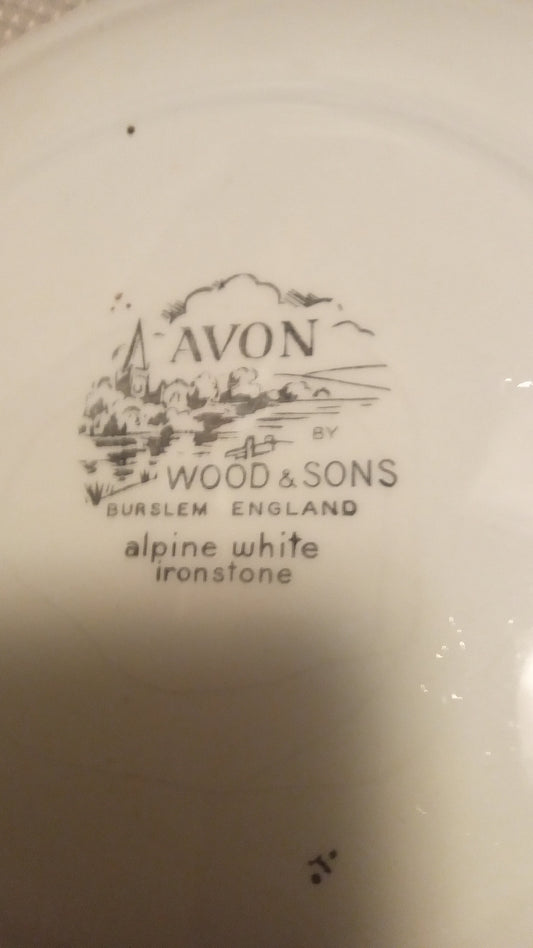 AVON
BY
WOOD & SONS
BURSLEM ENGLAND
alpine white
ironstone